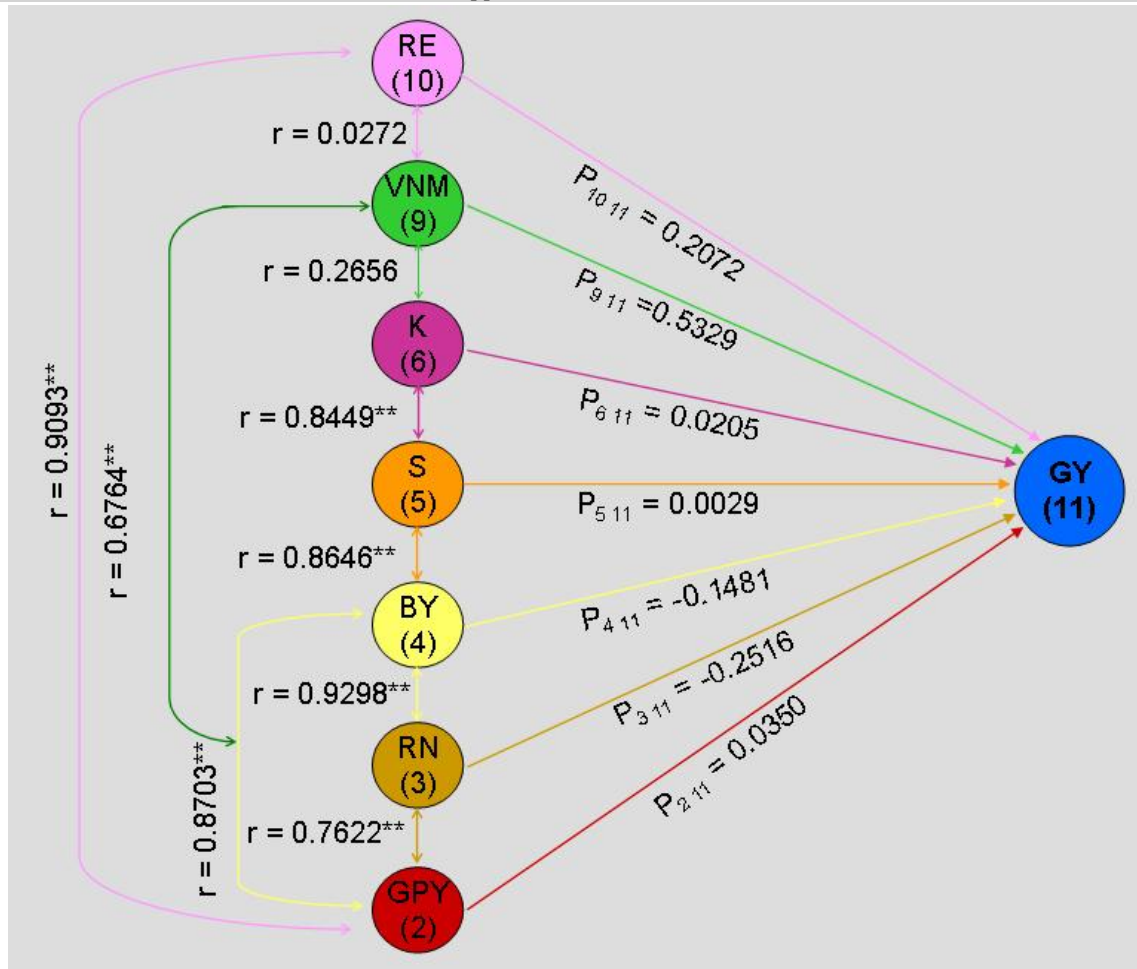 RE
(10)
r = 0.0272
VNM
(9)
r = 0.2656
K
(6)
r = 0.8449**
S
(5)
r = 0.8646**
BY
(4)
r = 0.9298**
RN
(3)
r = 0.7622**
GPY
(2)
r = 0.9093**
r = 0.6764**
r = 0.8703**
P10 11 = 0.2072
P9 11 =0.5329
P6 11 = 0.0205
P5 11 = 0.0029
P4 11 = -0.1481
P3 11 = -0.2516
P2 11 = 0.0350
GY
(11)